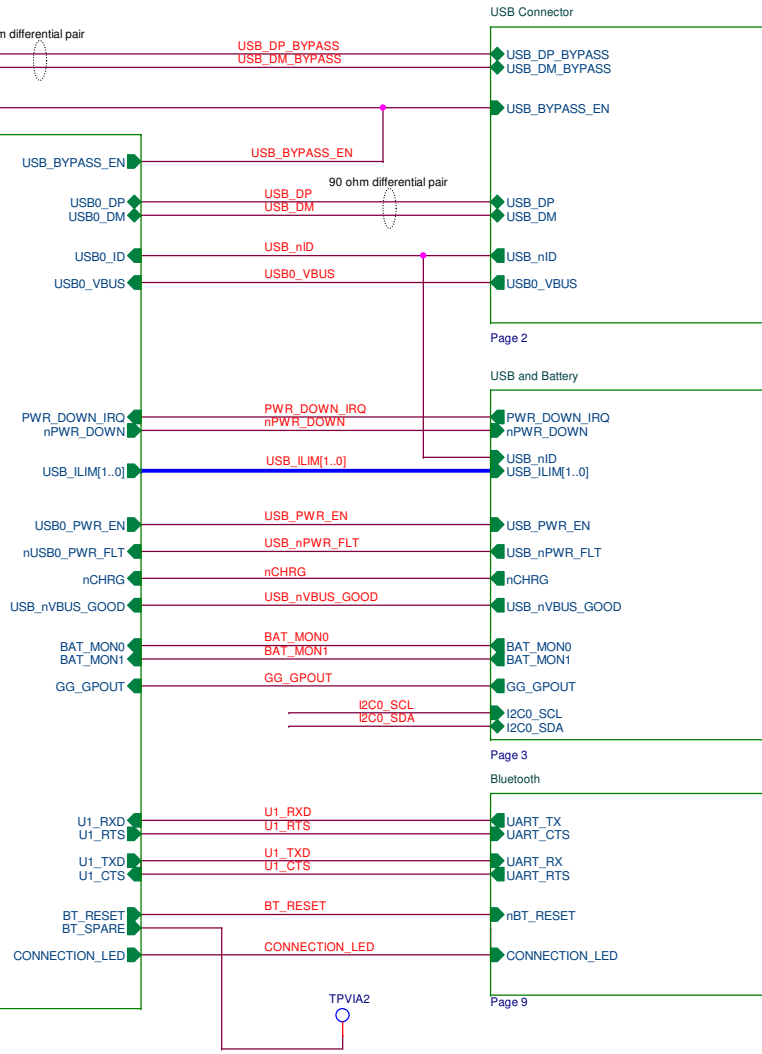 USB Connector
m differential pair
USB_DP_BYPASS
USB_DP_BYPASS
USB_DM_BYPASS
USB_DM_BYPASS
USB_BYPASS_EN
USB_BYPASS_EN
USB_BYPASS_EN
90 ohm differential pair
USB0_DP
USB_DP
USB_DP
USB0_DM
USB_DM
USB_DM
USB0_ID
USB_nID
USB_nID
USB0_VBUS
USB0_VBUS
USB0_VBUS
Page 2
USB and Battery
PWR_DOWN_IRQ
PWR_DOWN_IRQ
PWR_DOWN_IRQ
nPWR_DOWN
nPWR_DOWN
nPWR_DOWN
USB_nID
USB_ILIM[1..0]
USB_ILIM[1..0]
USB_ILIM[1..0]
USB0_PWR_EN
USB_PWR_EN
USB_PWR_EN
nUSB0_PWR_FLT
USB_nPWR_FLT
USB_nPWR_FLT
nCHRG
nCHRG
nCHRG
USB_nVBUS_GOOD
USB_nVBUS_GOOD
USB_nVBUS_GOOD
BAT_MON0
BAT_MON0
BAT_MON0
BAT_MON1
BAT_MON1
BAT_MON1
GG_GPOUT
GG_GPOUT
GG_GPOUT
I2C0_SCL
I2C0_SCL
I2C0_SDA
I2C0_SDA
Page 3
Bluetooth
U1_RXD
U1_RXD
UART_TX
U1_RTS
U1_RTS
UART_CTS
U1_TXD
U1_TXD
UART_RX
U1_CTS
U1_CTS
UART_RTS
BT_RESET
BT_RESET
nBT_RESET
BT_SPARE
CONNECTION_LED
CONNECTION_LED
CONNECTION_LED
TPVIA2
Page 9